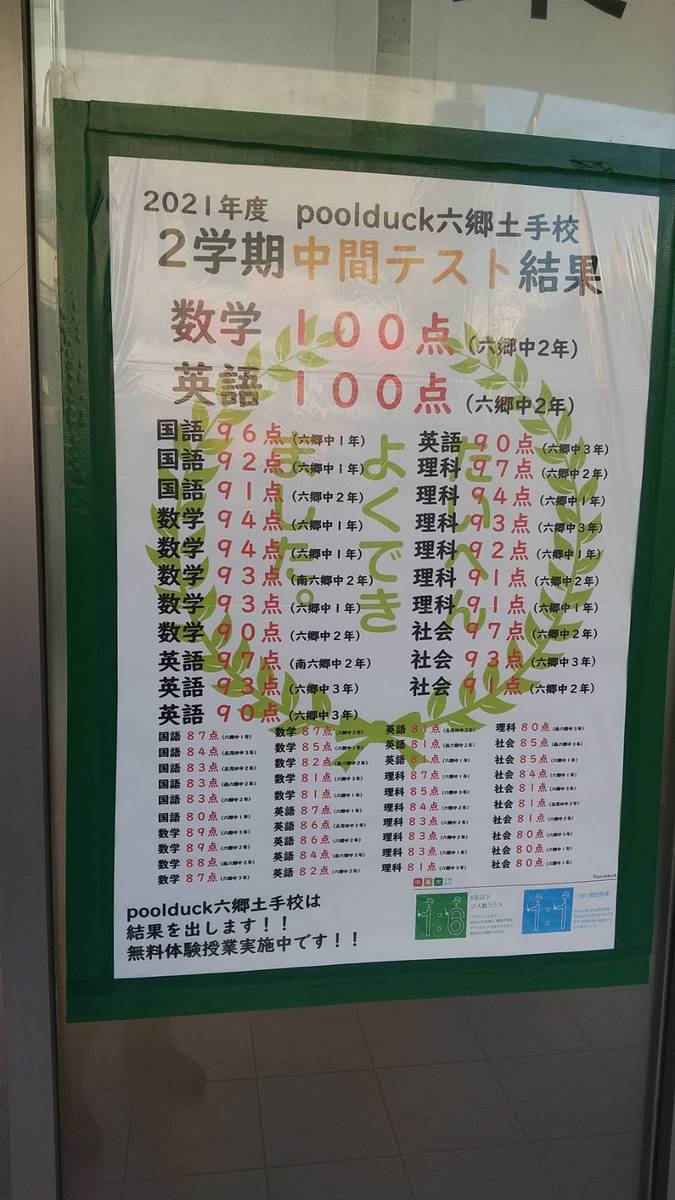 2021年度 poolduck六郷土手校
2学期中間テスト結果
数学 100点(六郷中2年)
英語 100点(六郷中2年)
国語 96点(六郷中1年)
国語 92点(六郷中1年)
国語 91点(六郷中2年)
数学 94点(六郷中1年)
数学 94点(六郷中1年)
数学 93点(南六郷中2年)
数学 93点(六郷中1年)
数学 90点(六郷中2年)
英語 97点(南六郷中2年)
英語 93点(六郷中3年)
英語 90点(六郷中3年)
英語 90点(六郷中3年)
理科 97点(六郷中2年)
理科 94点(六郷中1年)
理科 93点(六郷中3年)
理科 92点(六郷中1年)
理科 91点(六郷中2年)
理科 91点(六郷中1年)
社会 97点(六郷中2年)
社会 93点(六郷中3年)
社会 91点(六郷中2年)
たいへん
よくでき
ました。
国語 87点
国語 84点
国語 83点
国語 83点
国語 83点
国語 80点
数学 89点
数学 89点
数学 88点
数学 87点
数学 87点
数学 85点
数学 82点
数学 81点
数学 81点
英語 87点
英語 86点
英語 86点
英語 84点
英語 82点
英語 81点
英語 81点
英語 81点
理科 87点
理科 85点
理科 84点
理科 83点
理科 83点
理科 83点
理科 81点
理科 80点
社会 85点
社会 85点
社会 84点
社会 81点
社会 81点
社会 81点
社会 80点
社会 80点
社会 80点
poolduck六郷土手校は
結果を出します！！
無料体験授業実施中です！！
1:6
1:1